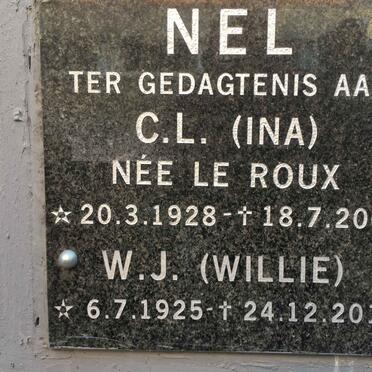 NEL
TER GEDAGTENIS AA
C.L. (INA)
NÉE LE ROUX
☆ 20.3.1928 - † 18.7.20
W.J. (WILLIE)
☆ 6.7.1925 - † 24.12.201